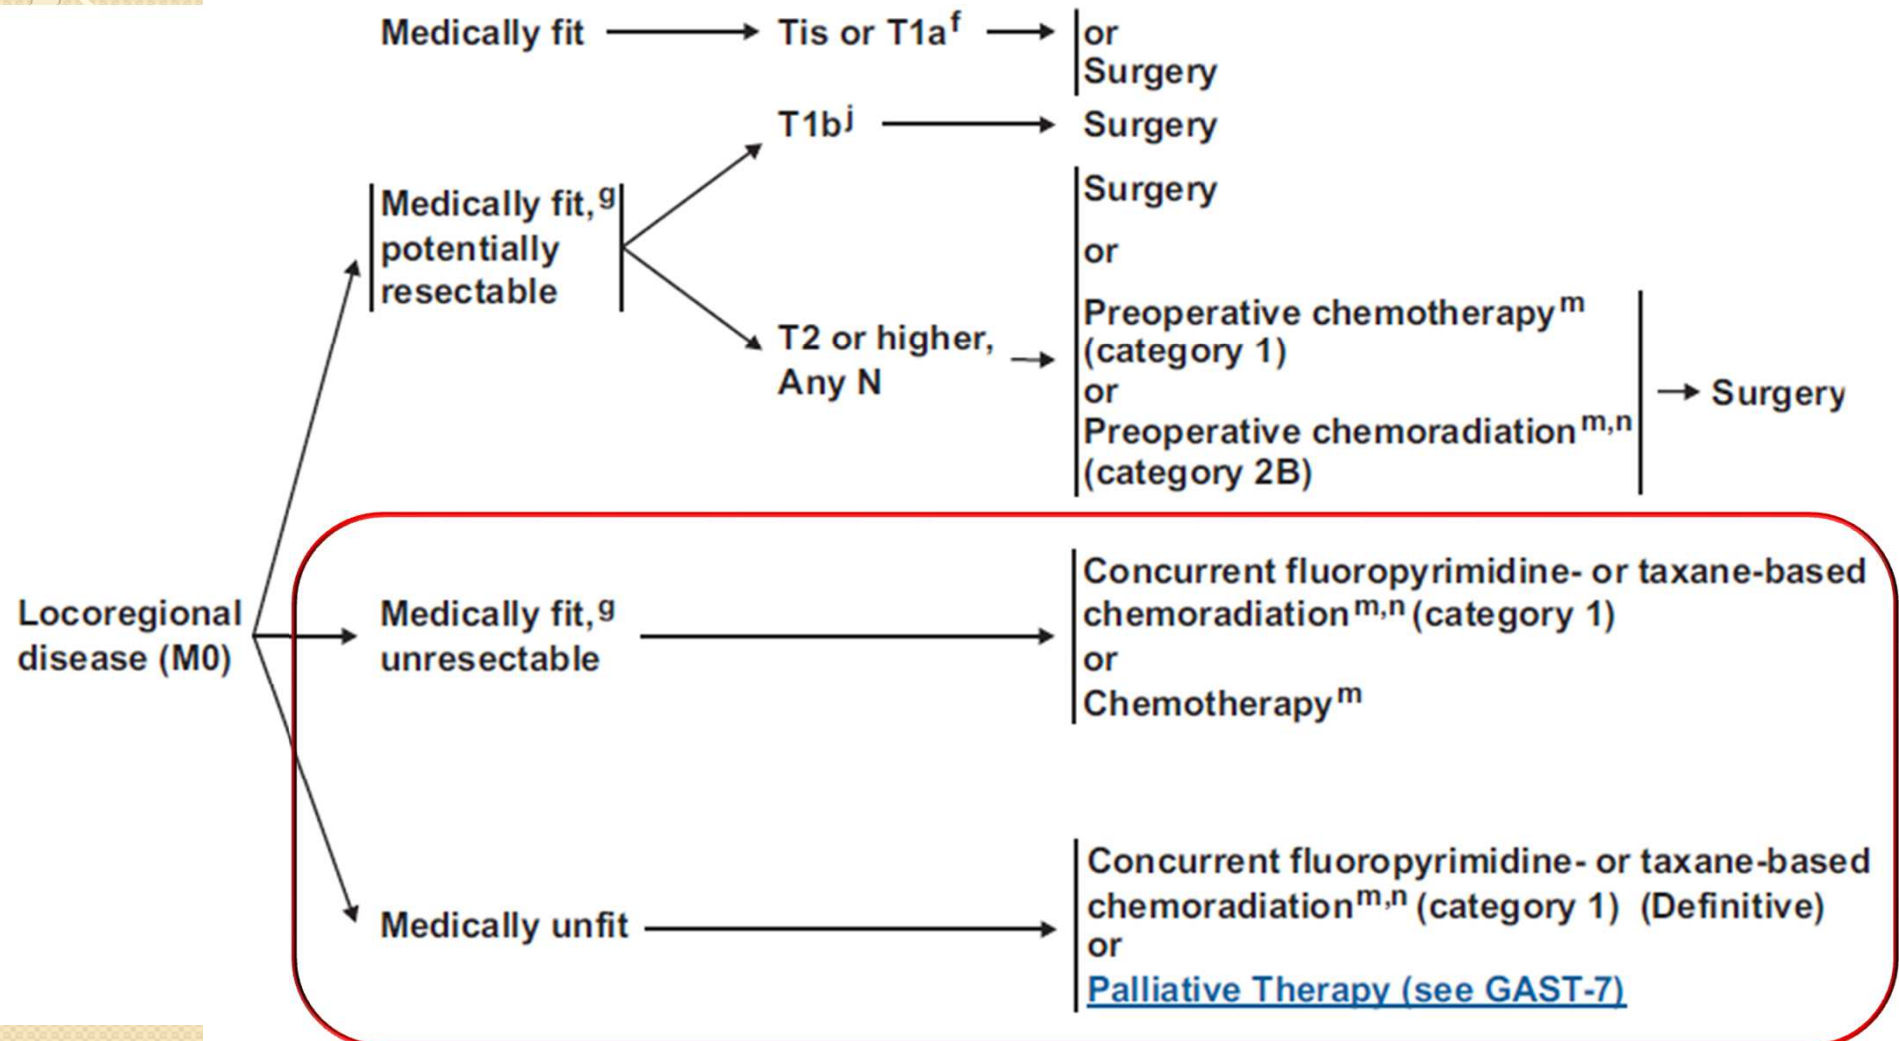 Medically fit
Tis or T1a^f
or
Surgery
T1b^j
Surgery
Medically fit,^g
potentially
resectable
T2 or higher,
Any N
Surgery
or
Preoperative chemotherapy^m
(category 1)
or
Preoperative chemoradiation^m,n
(category 2B)
Surgery
Locoregional
disease (M0)
Medically fit,^g
unresectable
Concurrent fluoropyrimidine- or taxane-based
chemoradiation^m,n (category 1)
or
Chemotherapy^m
Medically unfit
Concurrent fluoropyrimidine- or taxane-based
chemoradiation^m,n (category 1) (Definitive)
or
Palliative Therapy (see GAST-7)